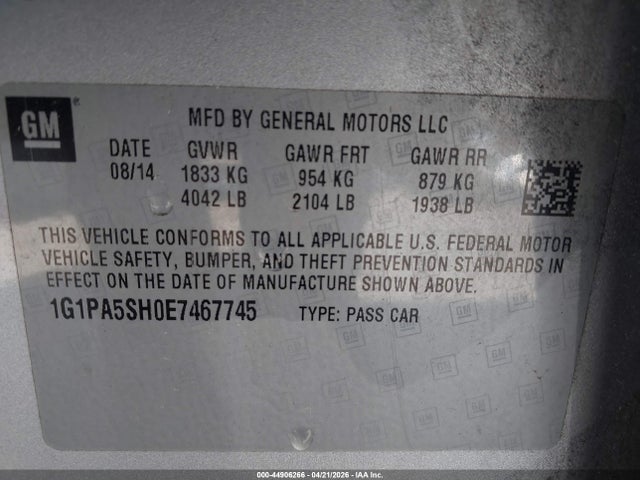 GM
MFD BY GENERAL MOTORS LLC
DATE GVWR GAWR FRT GAWR RR
08/14 1833 KG 954 KG 879 KG
4042 LB 2104 LB 1938 LB
THIS VEHICLE CONFORMS TO ALL APPLICABLE U.S. FEDERAL MOTOR
VEHICLE SAFETY, BUMPER, AND THEFT PREVENTION STANDARDS IN
EFFECT ON THE DATE OF MANUFACTURE SHOWN ABOVE.
1G1PA5SH0E7467745 TYPE: PASS CAR
000-44906266 - 04/21/2026 - IAA Inc.